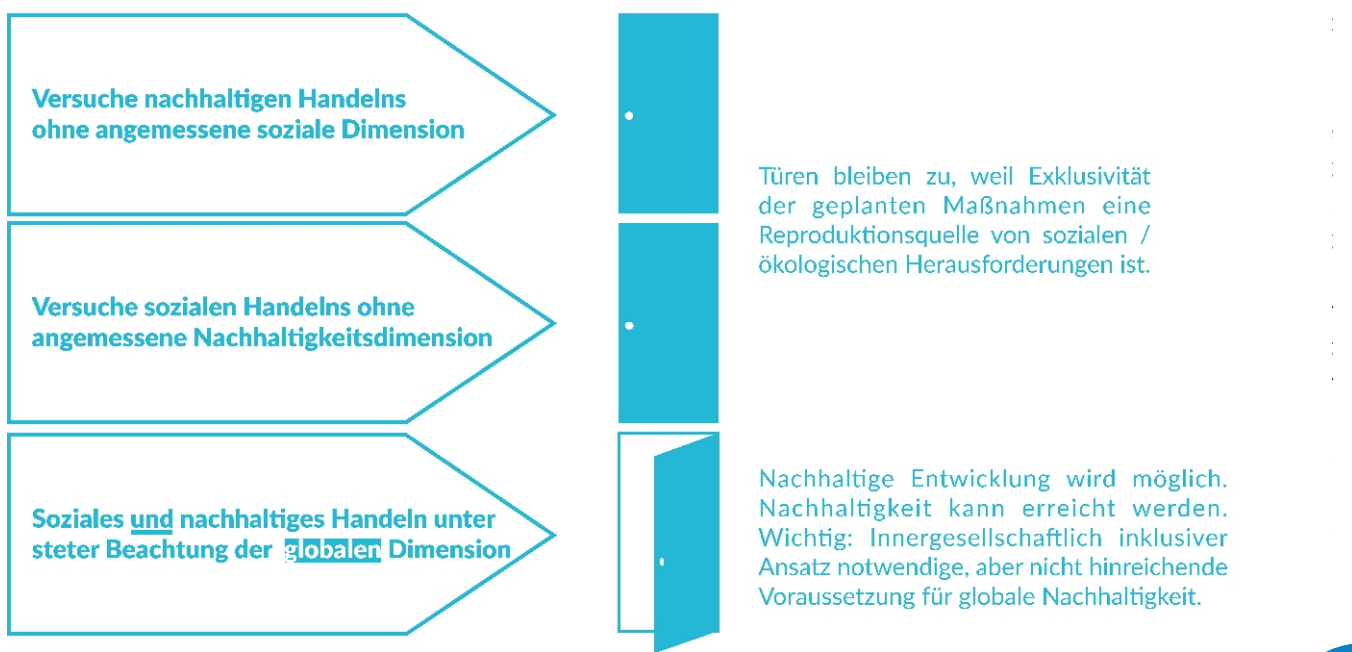 Versuche nachhaltigen Handelns
ohne angemessene soziale Dimension
Türen bleiben zu, weil Exklusivität
der geplanten Maßnahmen eine
Reproduktionsquelle von sozialen /
ökologischen Herausforderungen ist.
Versuche sozialen Handelns ohne
angemessene Nachhaltigkeitsdimension
Soziales und nachhaltiges Handeln unter
steter Beachtung der globalen Dimension
Nachhaltige Entwicklung wird möglich.
Nachhaltigkeit kann erreicht werden.
Wichtig: Innergesellschaftlich inklusiver
Ansatz notwendige, aber nicht hinreichende
Voraussetzung für globale Nachhaltigkeit.